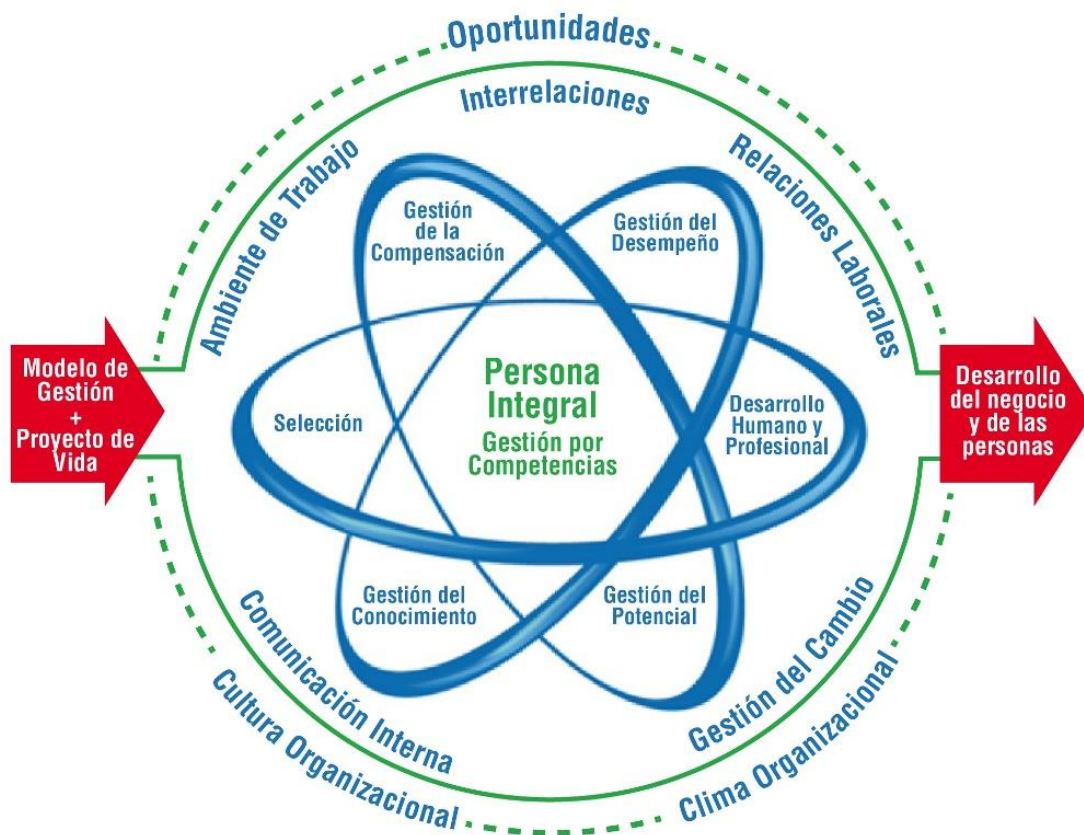 Oportunidades
Interrelaciones
Ambiente de Trabajo
Relaciones Laborales
Gestión
de la
Compensación
Gestión del
Desempeño
Modelo de
Gestión
+
Proyecto de
Vida
Selección
Persona
Integral
Gestión por
Competencias
Desarrollo
Humano y
Profesional
Desarrollo
del negocio
y de las
personas
Gestión del
Conocimiento
Gestión del
Potencial
Comunicación Interna
Gestión del Cambio
Cultura Organizacional
Clima Organizacional